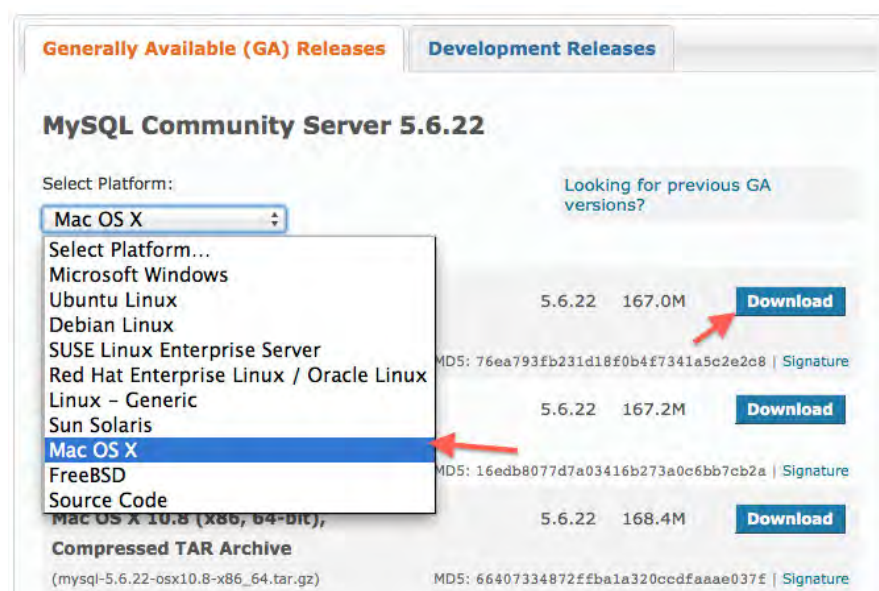 Generally Available (GA) Releases
Development Releases
MySQL Community Server 5.6.22
Select Platform:
Looking for previous GA
versions?
Mac OS X
Select Platform...
Microsoft Windows
Ubuntu Linux
Debian Linux
SUSE Linux Enterprise Server
Red Hat Enterprise Linux / Oracle Linux
Linux – Generic
Sun Solaris
Mac OS X
FreeBSD
Source Code
5.6.22 167.0M Download
MD5: 76ea793fb231d18f0b4f7341a5c2e2c8 | Signature
5.6.22 167.2M Download
MD5: 16edb8077d7a03416b273a0c6bb7cb2a | Signature
Mac OS X 10.8 (x86, 64-bit), 5.6.22 168.4M Download
Compressed TAR Archive
(mysql-5.6.22-osx10.8-x86_64.tar.gz) MD5: 66407334872ffba1a320ccdfaaae037f | Signature